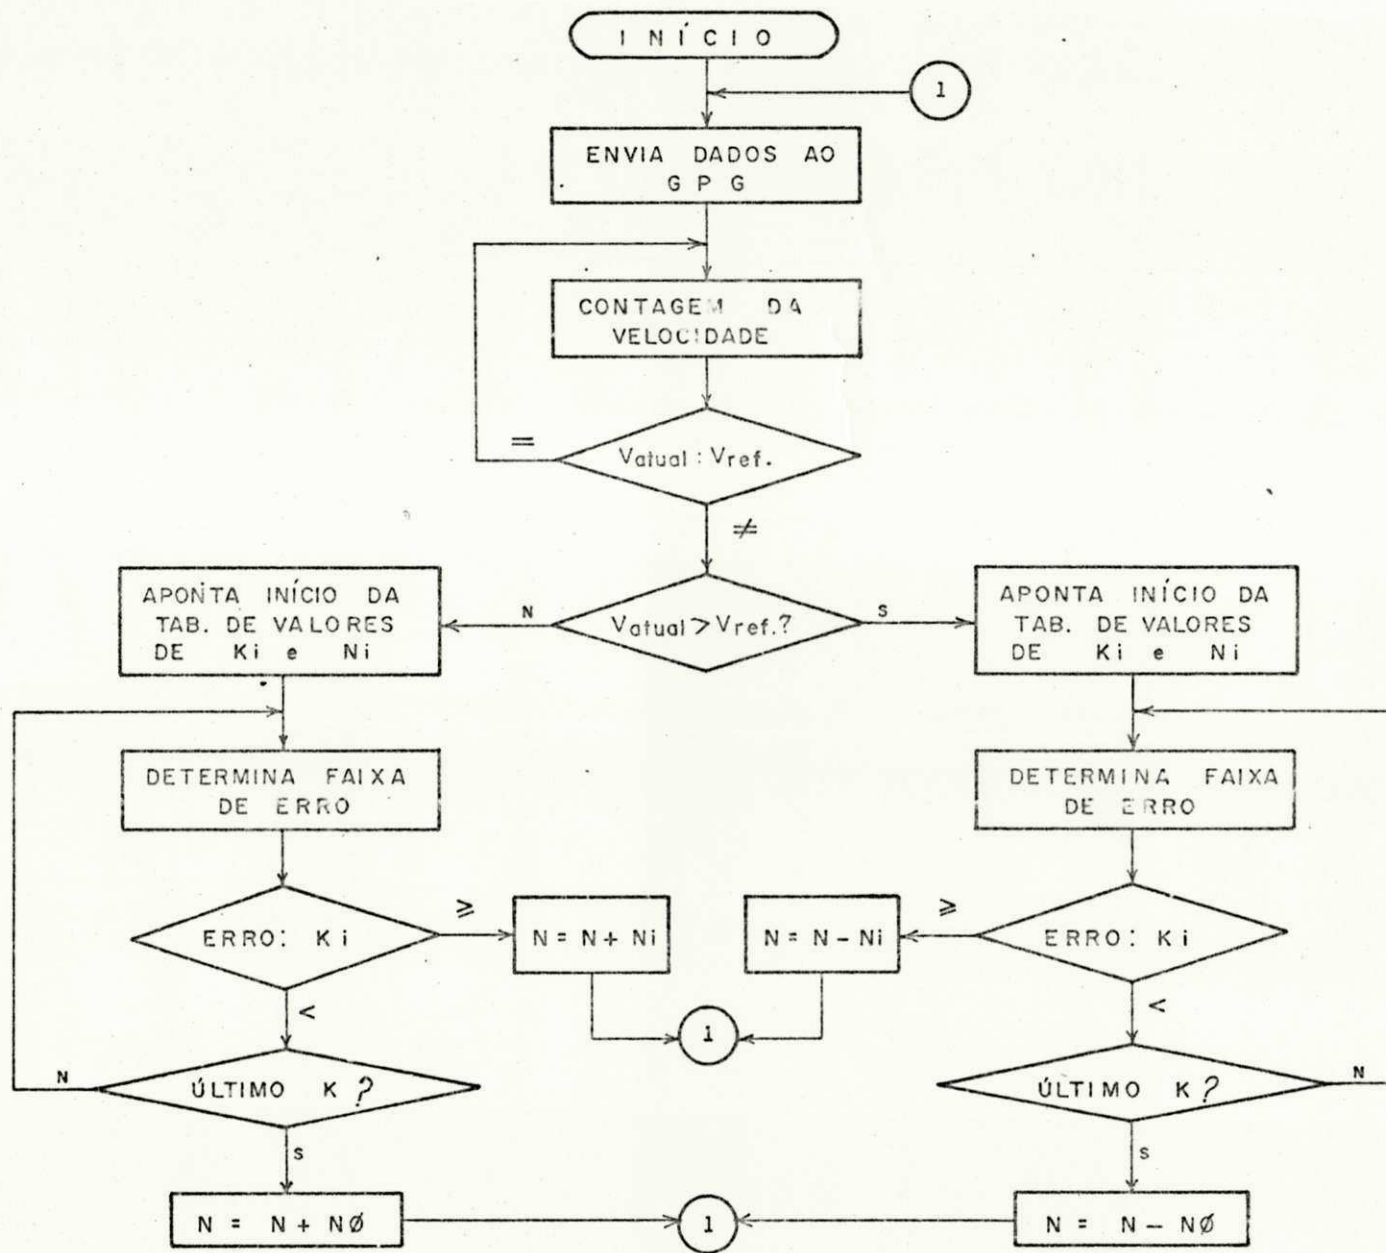 INÍCIO
1
ENVIA DADOS AO
GPG
CONTAGEM DA
VELOCIDADE
=
Vatual : Vref.
≠
APONTA INÍCIO DA
TAB. DE VALORES
DE Ki e Ni
N
Vatual > Vref.?
S
APONTA INÍCIO DA
TAB. DE VALORES
DE Ki e Ni
DETERMINA FAIXA
DE ERRO
DETERMINA FAIXA
DE ERRO
ERRO: Ki
≥
N = N + Ni
N = N - Ni
≥
ERRO: Ki
<
1
<
N
ÚLTIMO K?
ÚLTIMO K?
N
S
S
N = N + NØ
1
N = N - NØ